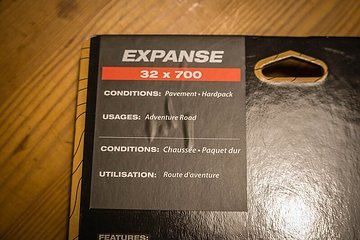 EXPANSE
32 x 700
CONDITIONS: Pavement • Hardpack
USAGES: Adventure Road
CONDITIONS: Chaussée • Paquet dur
UTILISATION: Route d'aventure
FEATURES: